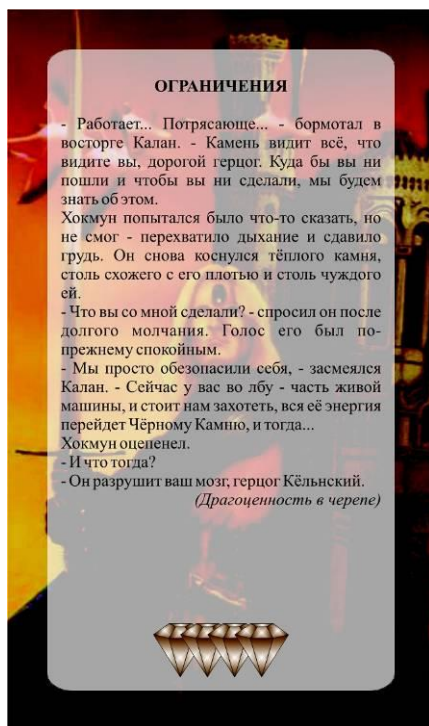 ОГРАНИЧЕНИЯ
- Работает... Потрясающе... - бормотал в
восторге Калан. - Камень видит всё, что
видите вы, дорогой герцог. Куда бы вы ни
пошли и чтобы вы ни сделали, мы будем
знать об этом.
Хокмун попытался было что-то сказать, но
не смог - перехватило дыхание и сдавило
грудь. Он снова коснулся тёплого камня,
столь схожего с его плотью и столь чуждого
ей.
- Что вы со мной сделали? - спросил он после
долгого молчания. Голос его был по-
прежнему спокойным.
- Мы просто обезопасили себя, - засмеялся
Калан. - Сейчас у вас во лбу - часть живой
машины, и стоит нам захотеть, вся её энергия
перейдет Чёрному Камню, и тогда...
Хокмун оцепенел.
- И что тогда?
- Он разрушит ваш мозг, герцог Кёльнский.
(Драгоценность в черепе)